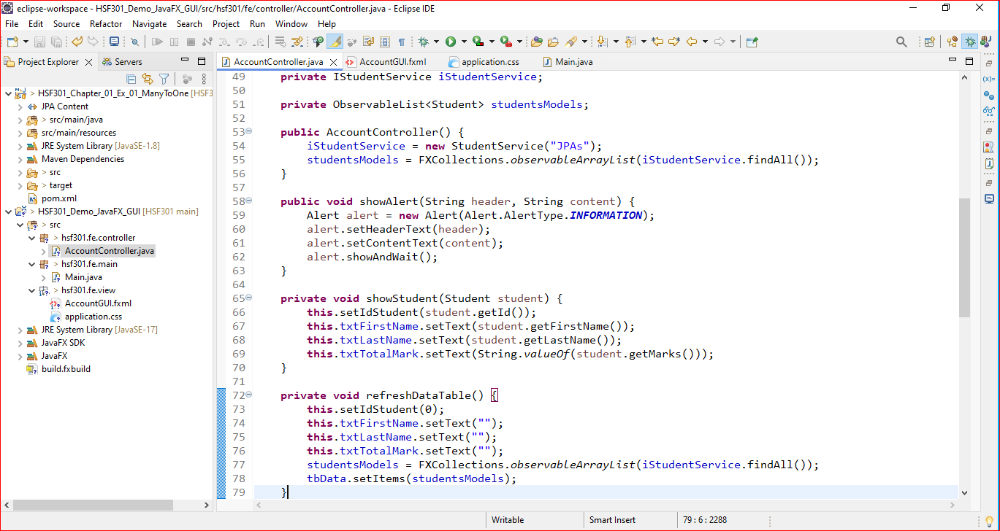 eclipse-workspace - HSF301_Demo_JavaFX_GUI/src/hsf301/fe/controller/AccountController.java - Eclipse IDE
File Edit Source Refactor Navigate Search Project Run Window Help
Project Explorer Servers
HSF301_Chapter_01_Ex_01_ManyToOne [HSF3
JPA Content
> src/main/java
src/main/resources
JRE System Library [JavaSE-1.8]
Maven Dependencies
> src
> target
pom.xml
> HSF301_Demo_JavaFX_GUI [HSF301 main]
> src
> hsf301.fe.controller
AccountController.java
> hsf301.fe.main
Main.java
> hsf301.fe.view
AccountGUI.fxml
application.css
JRE System Library [JavaSE-17]
JavaFX SDK
JavaFX
build.fxbuild
AccountController.java AccountGUI.fxml application.css Main.java
49 private IStudentService iStudentService;
50
51 private ObservableList<Student> studentsModels;
52
53 public AccountController() {
54 iStudentService = new StudentService("JPAs");
55 studentsModels = FXCollections.observableArrayList(iStudentService.findAll());
56 }
57
58 public void showAlert(String header, String content) {
59 Alert alert = new Alert(Alert.AlertType.INFORMATION);
60 alert.setHeaderText(header);
61 alert.setContentText(content);
62 alert.showAndWait();
63 }
64
65 private void showStudent(Student student) {
66 this.setIdStudent(student.getId());
67 this.txtFirstName.setText(student.getFirstName());
68 this.txtLastName.setText(student.getLastName());
69 this.txtTotalMark.setText(String.valueOf(student.getMarks()));
70 }
71
72 private void refreshDataTable() {
73 this.setIdStudent(0);
74 this.txtFirstName.setText("");
75 this.txtLastName.setText("");
76 this.txtTotalMark.setText("");
77 studentsModels = FXCollections.observableArrayList(iStudentService.findAll());
78 tbData.setItems(studentsModels);
79 }
Writable Smart Insert 79 : 6 : 2288